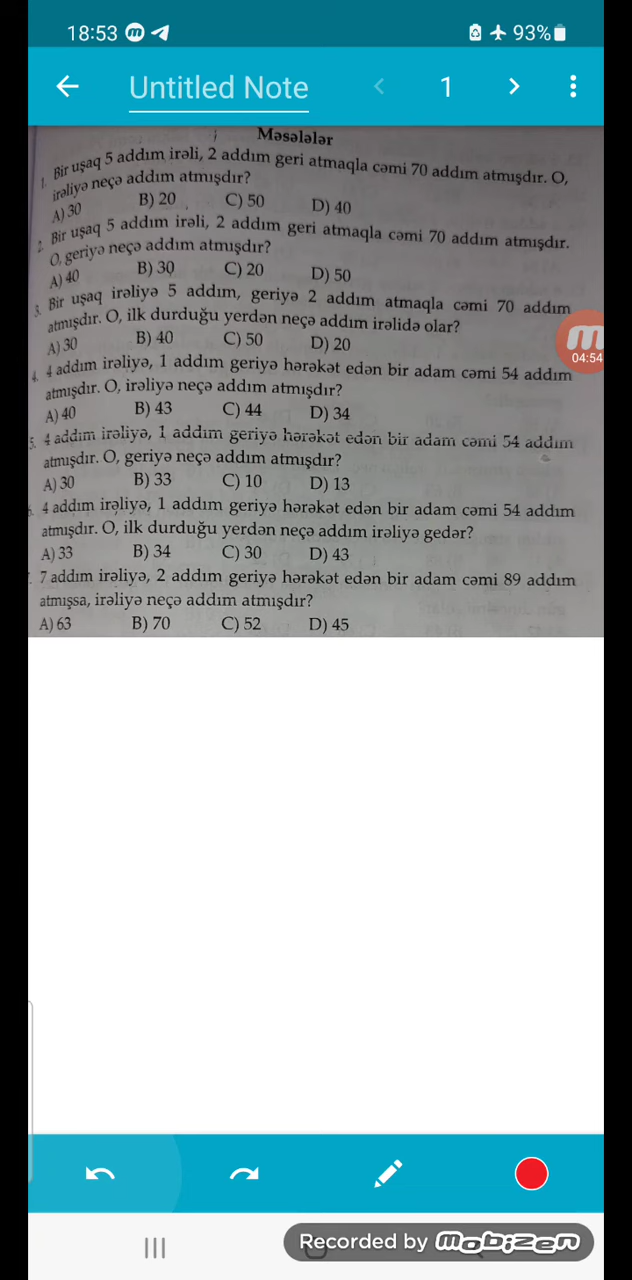 18:53
93%
Untitled Note
1
Məsələlər
1. Bir uşaq 5 addım irəli, 2 addım geri atmaqla cəmi 70 addım atmışdır. O,
irəliyə neçə addım atmışdır?
A) 30 B) 20 C) 50 D) 40
2. Bir uşaq 5 addım irəli, 2 addım geri atmaqla cəmi 70 addım atmışdır.
O, geriyə neçə addım atmışdır?
A) 40 B) 30 C) 20 D) 50
3. Bir uşaq irəliyə 5 addım, geriyə 2 addım atmaqla cəmi 70 addım
atmışdır. O, ilk durduğu yerdən neçə addım irəlidə olar?
A) 30 B) 40 C) 50 D) 20
04:54
4. 4 addım irəliyə, 1 addım geriyə hərəkət edən bir adam cəmi 54 addım
atmışdır. O, irəliyə neçə addım atmışdır?
A) 40 B) 43 C) 44 D) 34
5. 4 addım irəliyə, 1 addım geriyə hərəkət edən bir adam cəmi 54 addım
atmışdır. O, geriyə neçə addım atmışdır?
A) 30 B) 33 C) 10 D) 13
4 addım irəliyə, 1 addım geriyə hərəkət edən bir adam cəmi 54 addım
atmışdır. O, ilk durduğu yerdən neçə addım irəliyə gedər?
A) 33 B) 34 C) 30 D) 43
7 addım irəliyə, 2 addım geriyə hərəkət edən bir adam cəmi 89 addım
atmışsa, irəliyə neçə addım atmışdır?
A) 63 B) 70 C) 52 D) 45
Recorded by mobizen